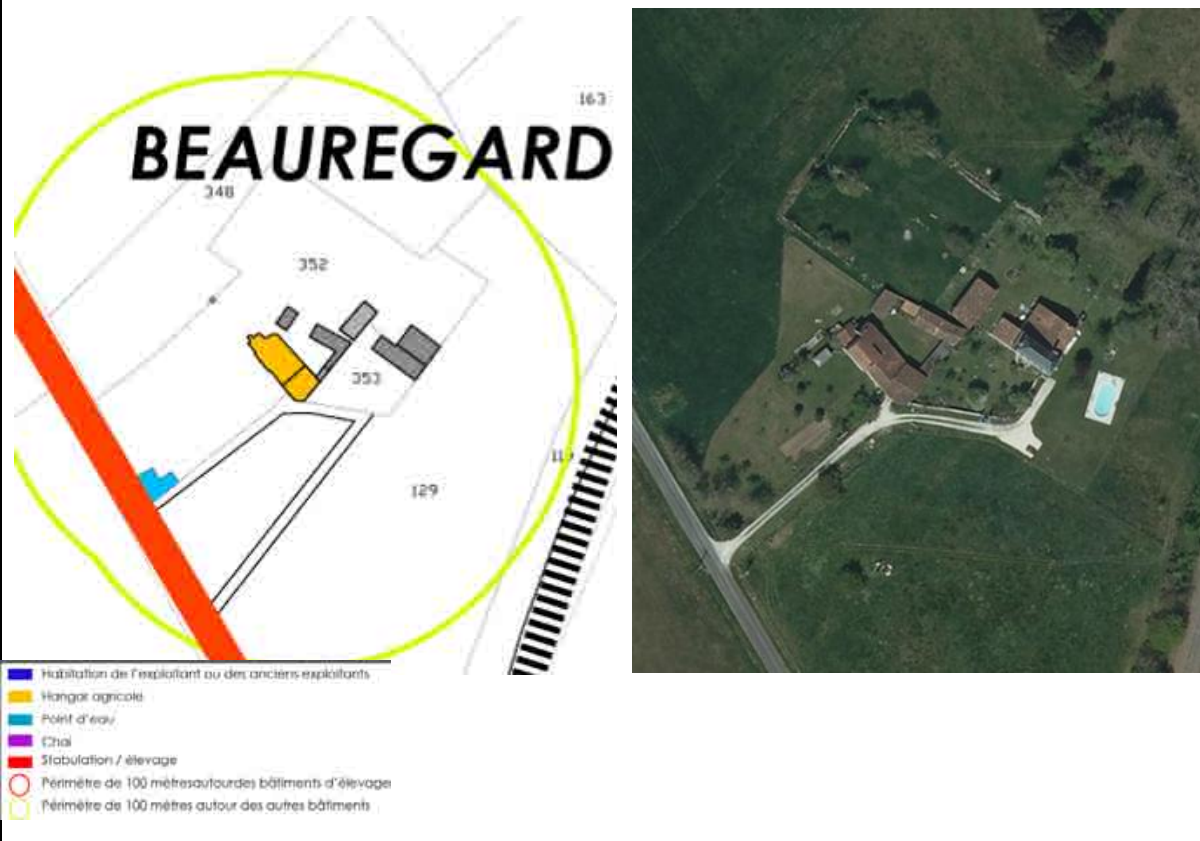 163
BEAUREGARD
348
352
353
129
Habitation de l'exploitant ou des anciens exploitants
Hangar agricole
Point d'eau
Chai
Stabulation / élevage
Périmètre de 100 mètresautourdes bâtiments d'élevage
Périmètre de 100 mètres autour des autres bâtiments